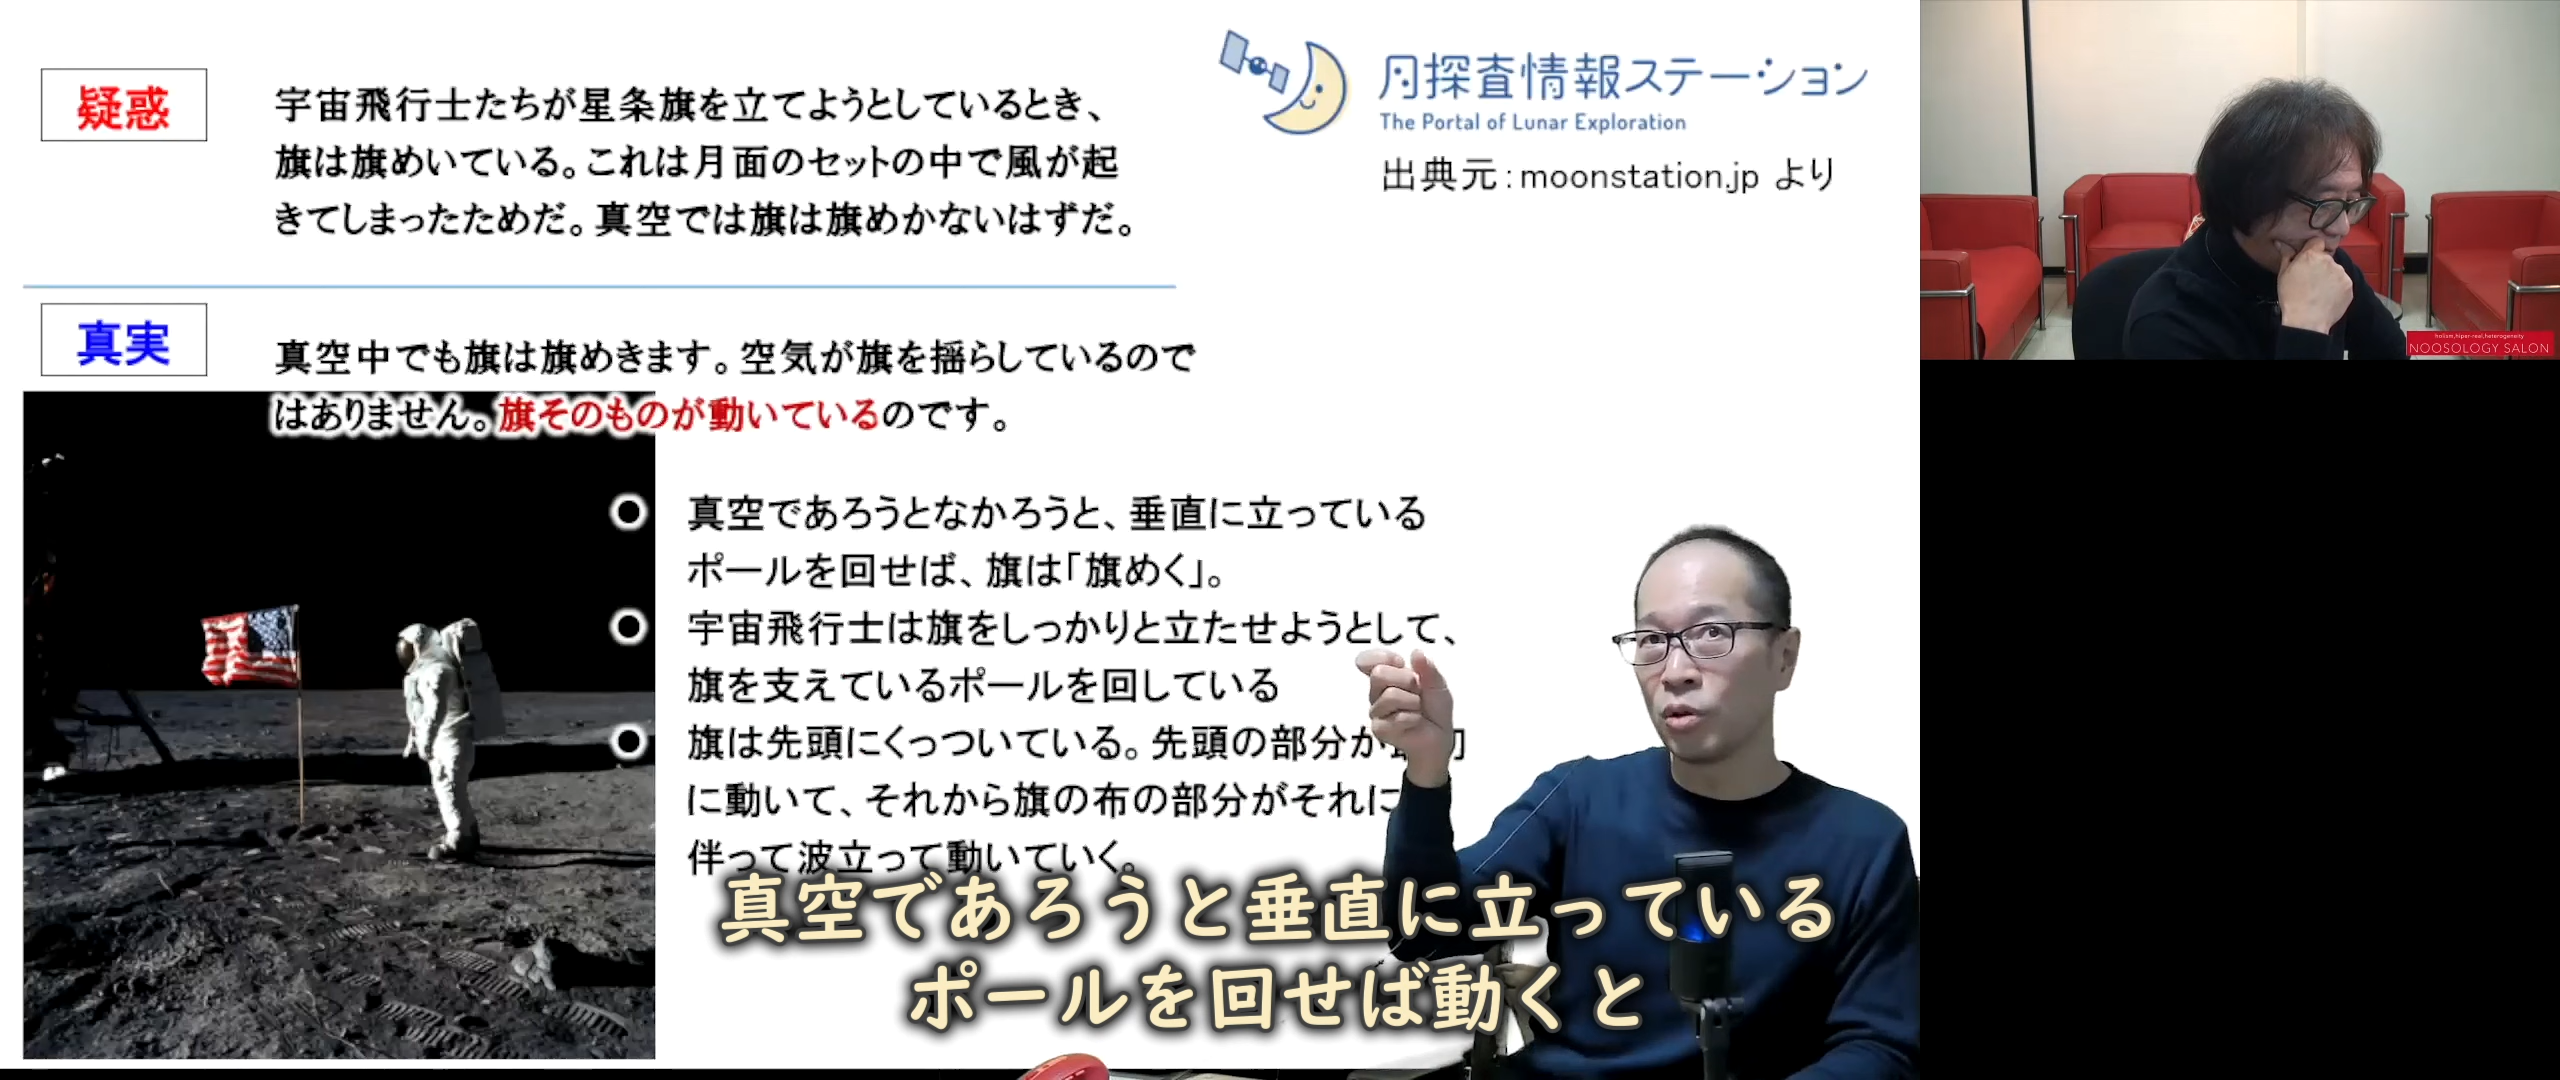 疑惑
宇宙飛行士たちが星条旗を立てようとしているとき、
旗は旗めいている。これは月面のセットの中で風が起
きてしまったためだ。真空では旗は旗めかないはずだ。
月探査情報ステーション
The Portal of Lunar Exploration
出典元：moonstation.jp より
真実
真空中でも旗は旗めきます。空気が旗を揺らしているので
はありません。旗そのものが動いているのです。
真空であろうとなかろうと、垂直に立っている
ポールを回せば、旗は「旗めく」。
宇宙飛行士は旗をしっかりと立たせようとして、
旗を支えているポールを回している
旗は先頭にくっついている。先頭の部分が
に動いて、それから旗の布の部分がそれに
伴って波立って動いていく。
真空であろうと垂直に立っている
ポールを回せば動くと
holism,hiper-real,heterogeneity
NOOSOLOGY SALON